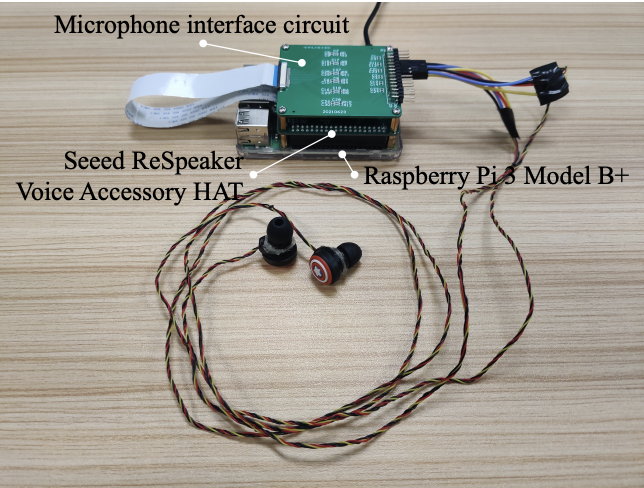 Microphone interface circuit
Seeed ReSpeaker
Voice Accessory HAT
Raspberry Pi 3 Model B+